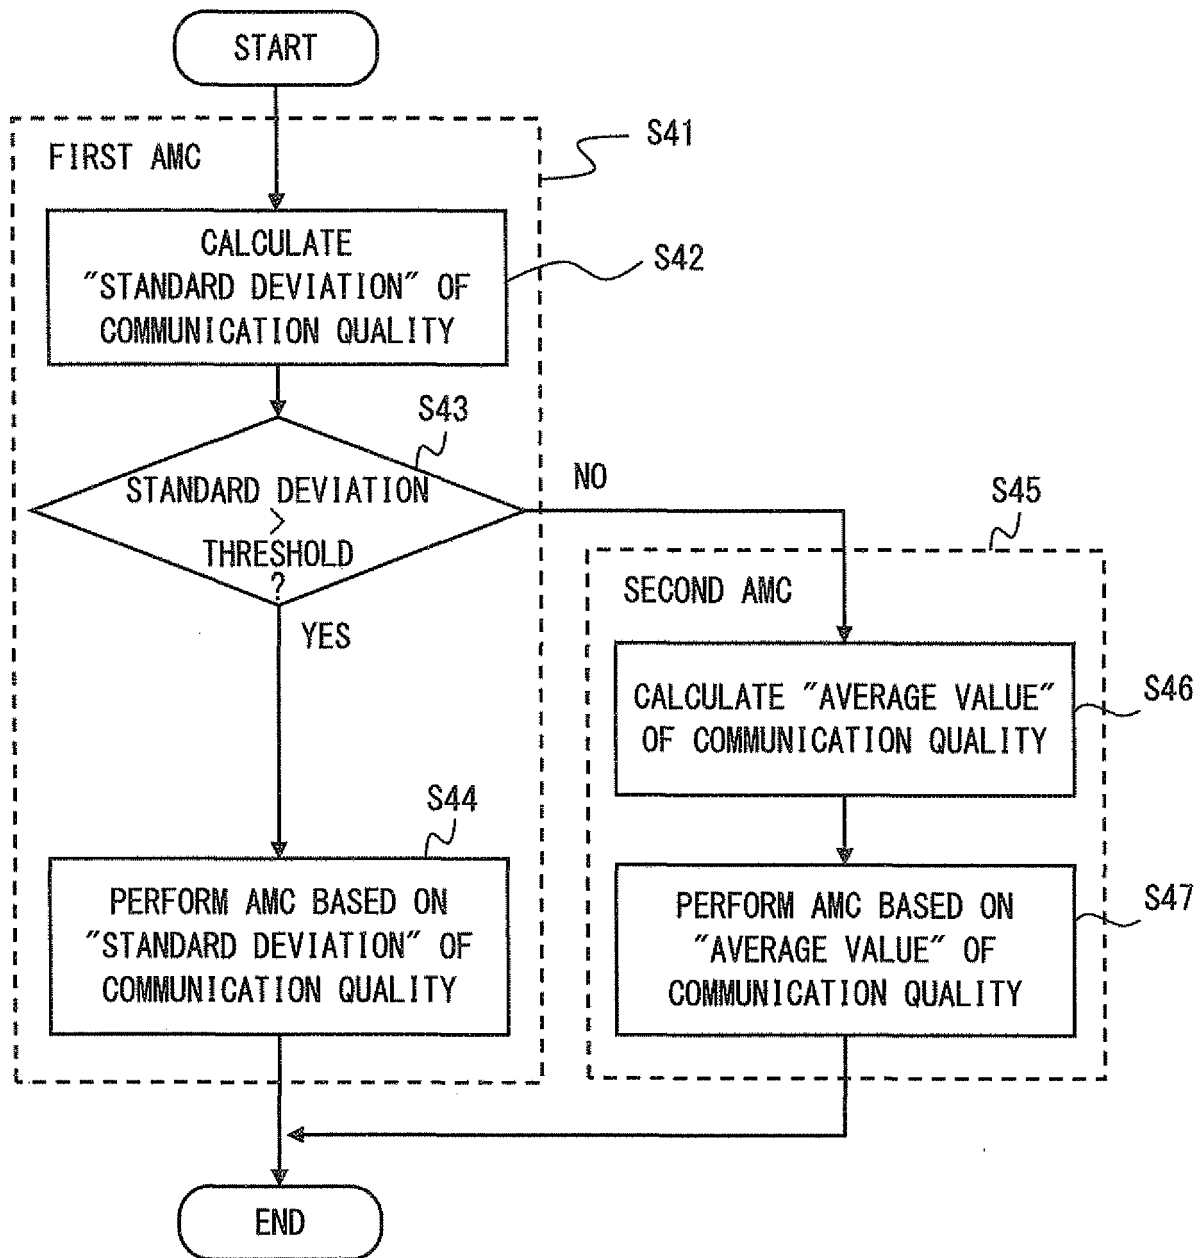 START
FIRST AMC
S41
CALCULATE
"STANDARD DEVIATION" OF
COMMUNICATION QUALITY
S42
S43
STANDARD DEVIATION
>
THRESHOLD
?
NO
YES
S45
SECOND AMC
CALCULATE "AVERAGE VALUE"
OF COMMUNICATION QUALITY
S46
S44
PERFORM AMC BASED ON
"STANDARD DEVIATION" OF
COMMUNICATION QUALITY
PERFORM AMC BASED ON
"AVERAGE VALUE" OF
COMMUNICATION QUALITY
S47
END